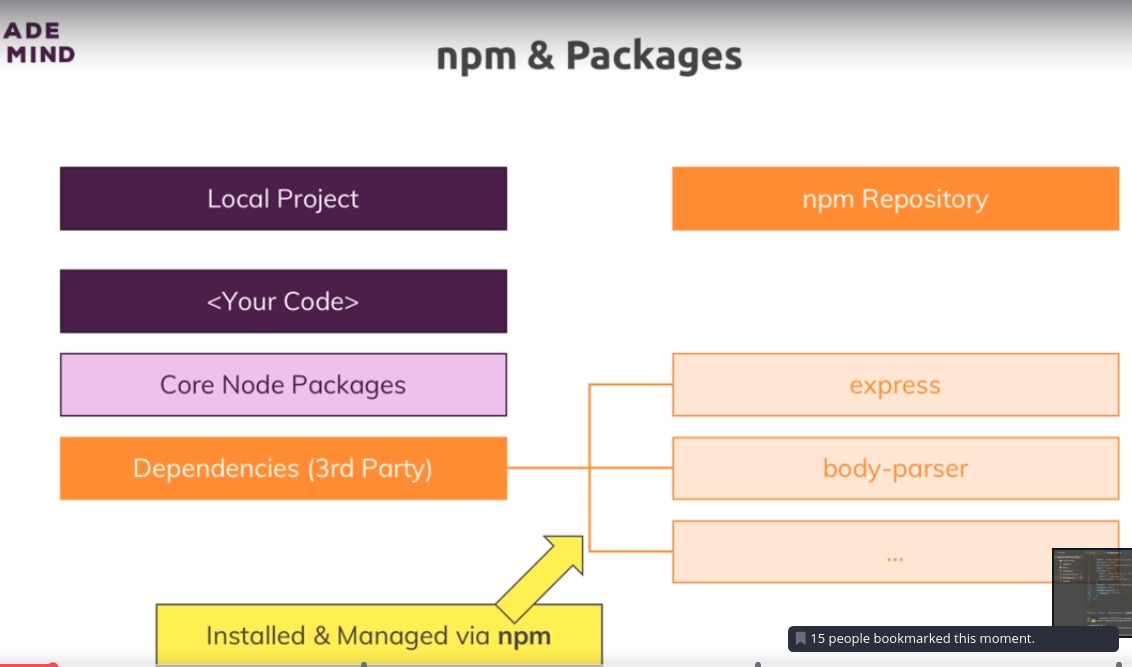 ADE
MIND
npm & Packages
Local Project
npm Repository
<Your Code>
Core Node Packages
express
Dependencies (3rd Party)
body-parser
...
Installed & Managed via npm
15 people bookmarked this moment.